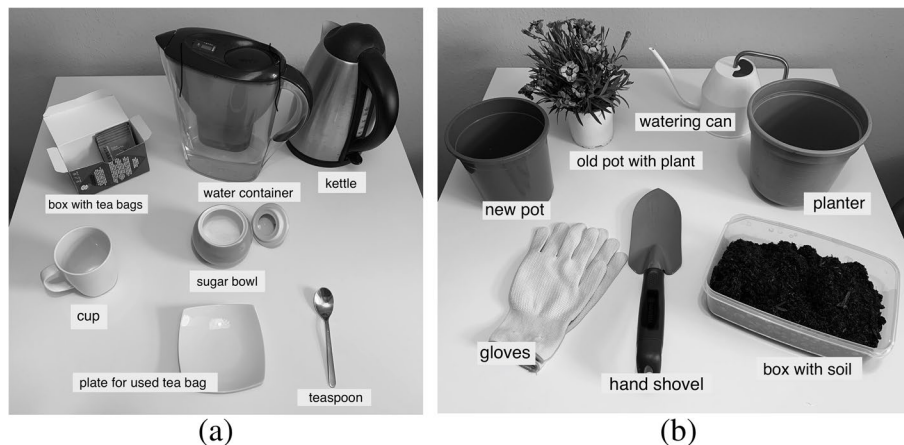 box with tea bags
water container
kettle
cup
sugar bowl
plate for used tea bag
teaspoon
(a)
watering can
old pot with plant
new pot
planter
gloves
hand shovel
box with soil
(b)